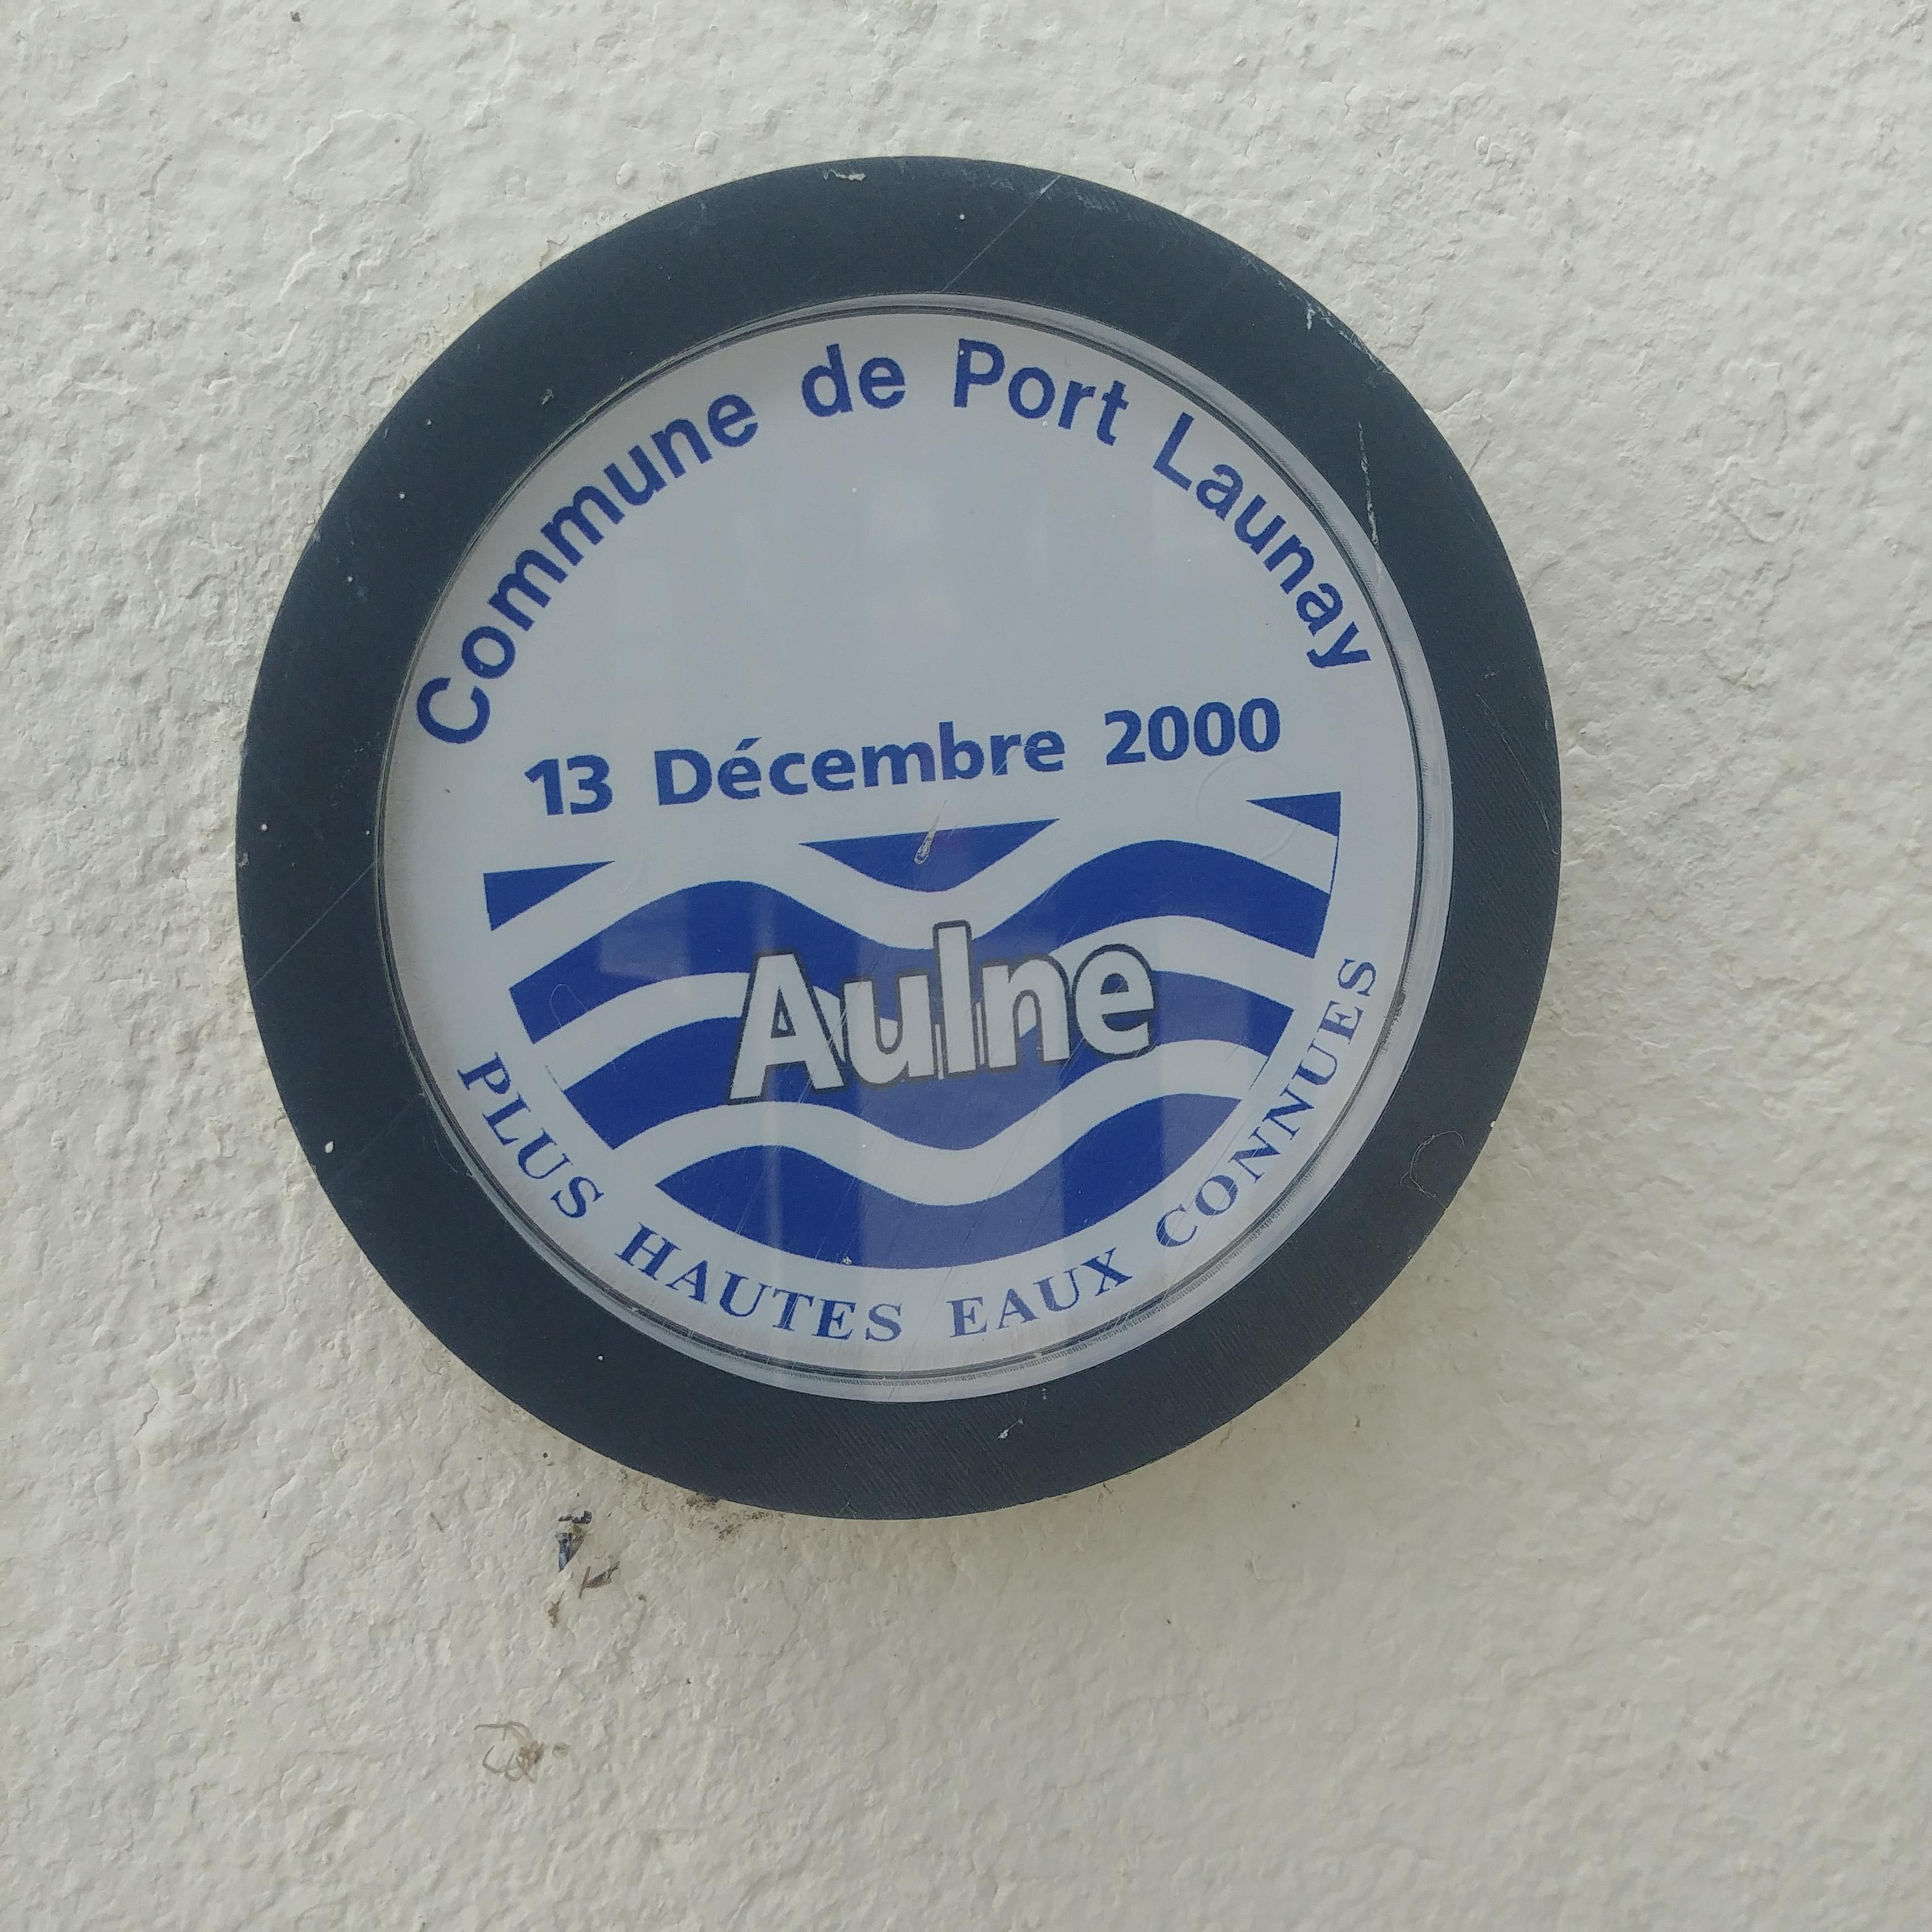 Commune de Port Launay
13 Décembre 2000
Aulne
PLUS HAUTES EAUX CONNUES